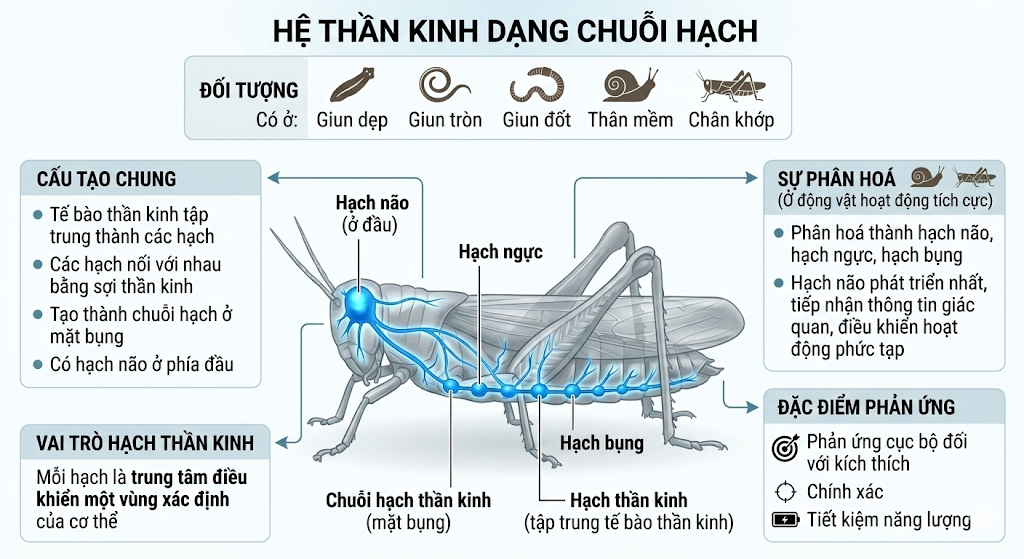 HỆ THẦN KINH DẠNG CHUỖI HẠCH
ĐỐI TƯỢNG
Có ở:
Giun dẹp
Giun tròn
Giun đốt
Thân mềm
Chân khớp
CẤU TẠO CHUNG
Tế bào thần kinh tập
trung thành các hạch
Các hạch nối với nhau
bằng sợi thần kinh
Tạo thành chuỗi hạch ở
mặt bụng
Có hạch não ở phía đầu
VAI TRÒ HẠCH THẦN KINH
Mỗi hạch là trung tâm điều
khiển một vùng xác định
của cơ thể
Hạch não
(ở đầu)
Hạch ngực
Hạch bụng
Chuỗi hạch thần kinh
(mặt bụng)
Hạch thần kinh
(tập trung tế bào thần kinh)
SỰ PHÂN HOÁ
(Ở động vật hoạt động tích cực)
Phân hoá thành hạch não,
hạch ngực, hạch bụng
Hạch não phát triển nhất,
tiếp nhận thông tin giác
quan, điều khiển hoạt
động phức tạp
ĐẶC ĐIỂM PHẢN ỨNG
Phản ứng cục bộ đối
với kích thích
Chính xác
Tiết kiệm năng lượng